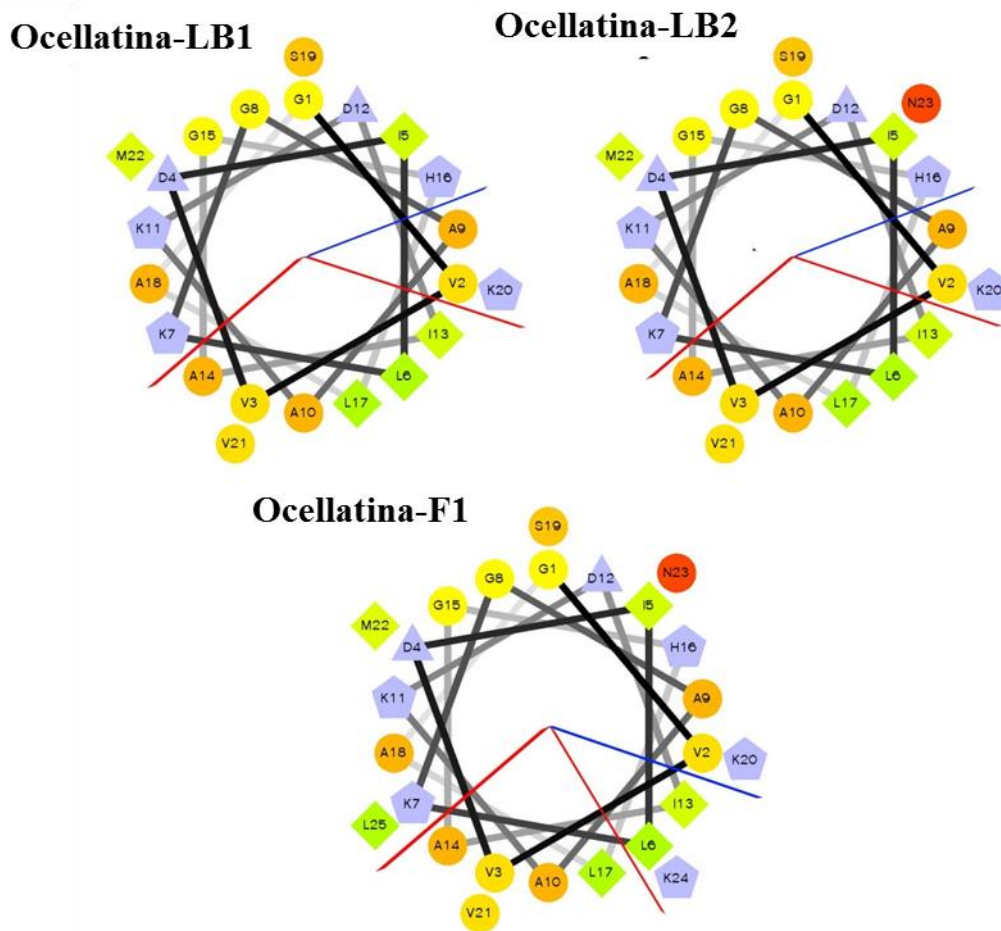 Ocellatina-LB1
S19
G8
G1
D12
G15
I5
M22
D4
H16
K11
A9
A18
V2
K20
K7
I13
A14
L6
V3
A10
L17
V21
Ocellatina-LB2
S19
N23
G8
G1
D12
G15
I5
M22
D4
H16
K11
A9
A18
V2
K20
K7
I13
A14
L6
V3
A10
L17
V21
Ocellatina-F1
S19
N23
G8
G1
D12
G15
I5
M22
D4
H16
K11
A9
A18
V2
K20
K7
I13
L25
A14
L6
V3
A10
L17
K24
V21